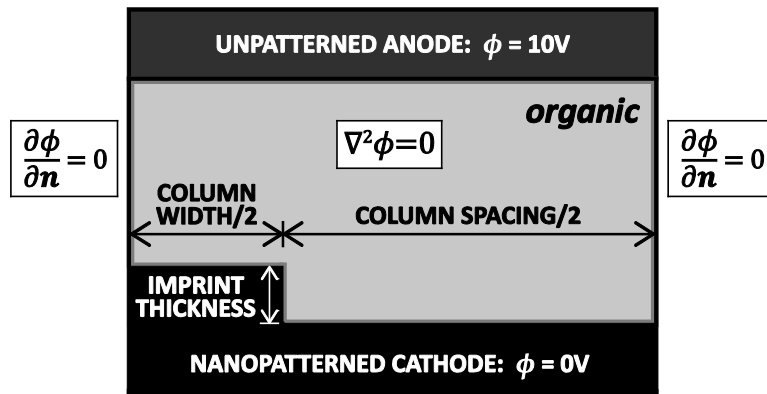 UNPATTERNED ANODE: ϕ = 10V
organic
∂ϕ/∂n = 0
∇²ϕ=0
∂ϕ/∂n = 0
COLUMN
WIDTH/2
COLUMN SPACING/2
IMPRINT
THICKNESS
NANOPATTERNED CATHODE: ϕ = 0V